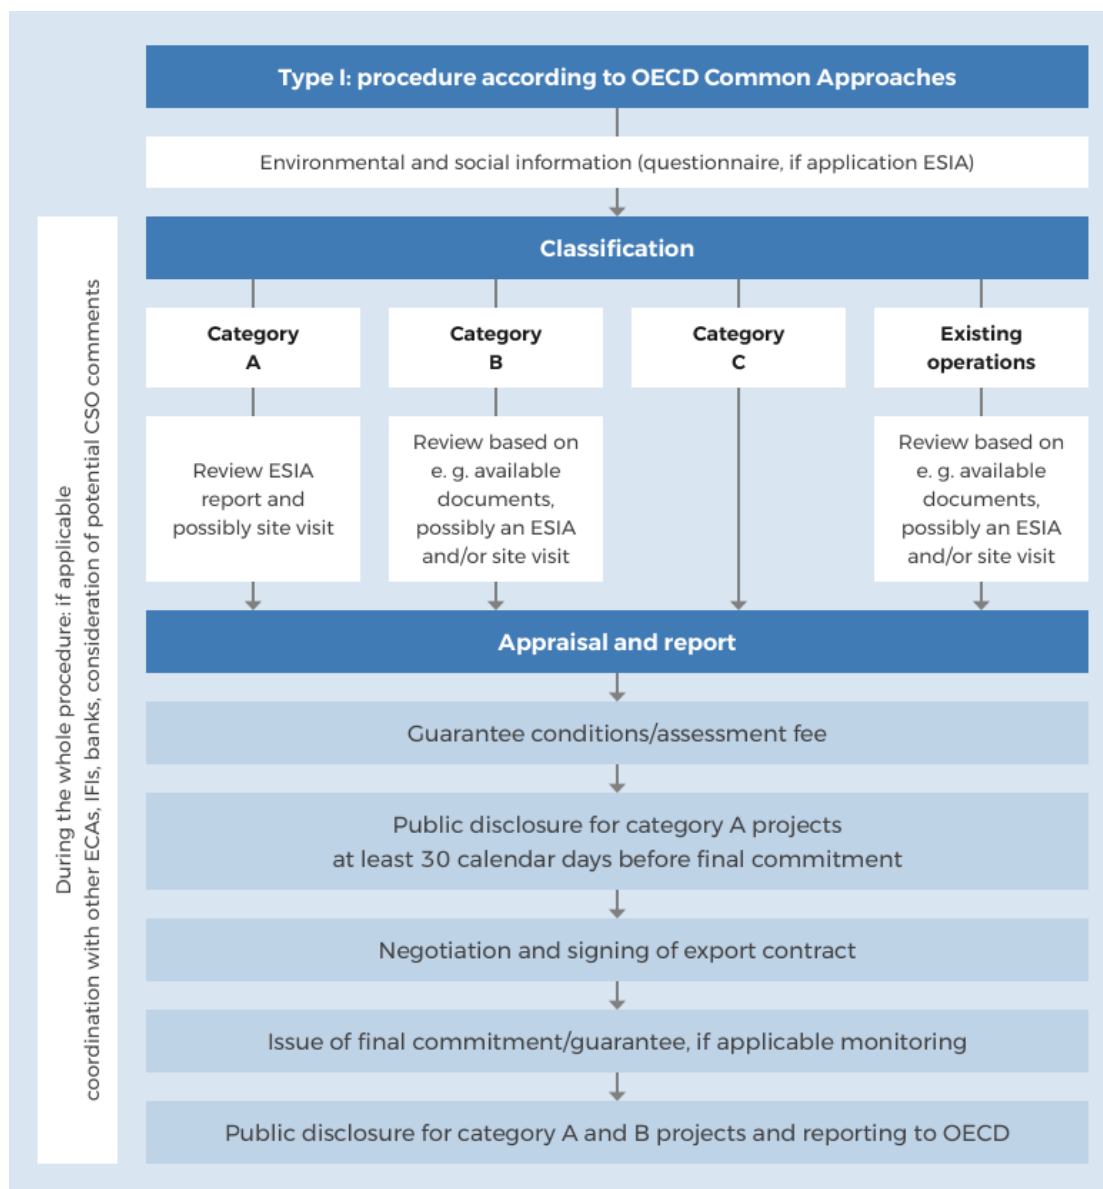 Type I: procedure according to OECD Common Approaches
Environmental and social information (questionnaire, if application ESIA)
During the whole procedure: if applicable
coordination with other ECAs, IFIs, banks, consideration of potential CSO comments
Classification
Category
A
Category
B
Category
C
Existing
operations
Review ESIA
report and
possibly site visit
Review based on
e. g. available
documents,
possibly an ESIA
and/or site visit
Review based on
e. g. available
documents,
possibly an ESIA
and/or site visit
Appraisal and report
Guarantee conditions/assessment fee
Public disclosure for category A projects
at least 30 calendar days before final commitment
Negotiation and signing of export contract
Issue of final commitment/guarantee, if applicable monitoring
Public disclosure for category A and B projects and reporting to OECD